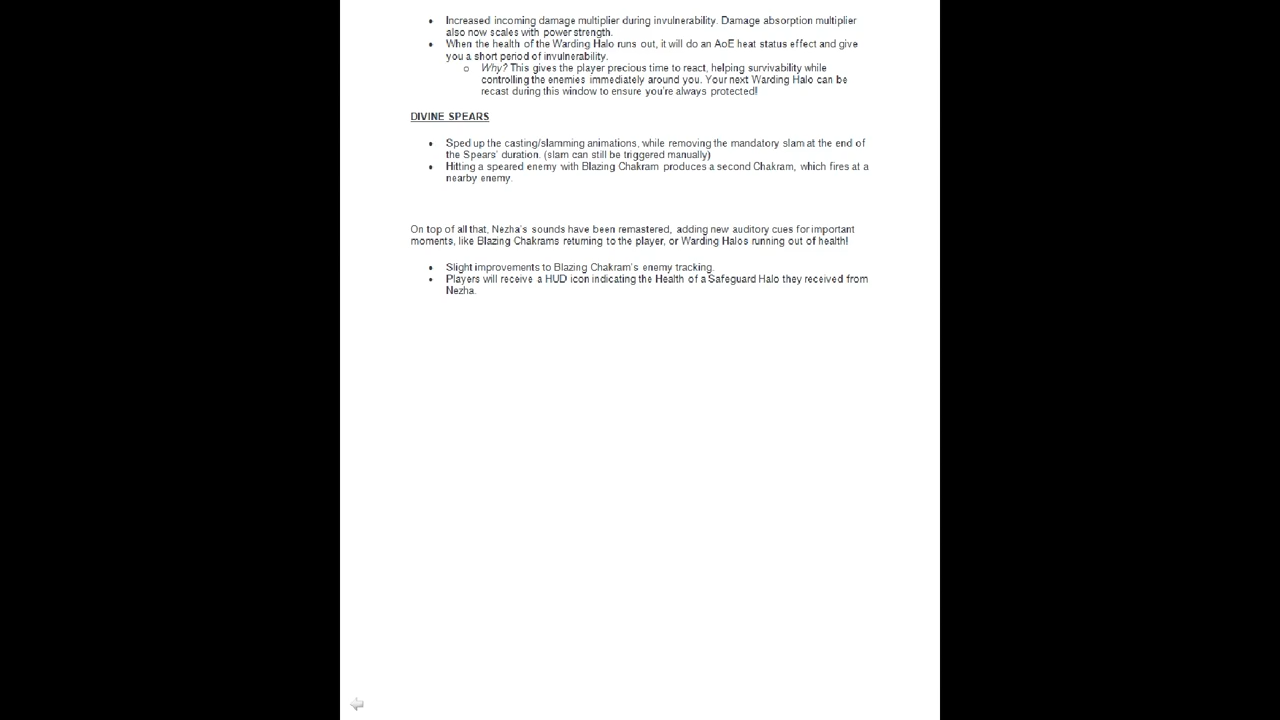 • Increased incoming damage multiplier during invulnerability. Damage absorption multiplier
also now scales with power strength.
• When the health of the Warding Halo runs out, it will do an AoE heat status effect and give
you a short period of invulnerability.
o Why? This gives the player precious time to react, helping survivability while
controlling the enemies immediately around you. Your next Warding Halo can be
recast during this window to ensure you're always protected!
DIVINE SPEARS
• Sped up the casting/slamming animations, while removing the mandatory slam at the end of
the Spears' duration. (slam can still be triggered manually)
• Hitting a speared enemy with Blazing Chakram produces a second Chakram, which fires at a
nearby enemy.
On top of all that, Nezha's sounds have been remastered, adding new auditory cues for important
moments, like Blazing Chakrams returning to the player, or Warding Halos running out of health!
• Slight improvements to Blazing Chakram's enemy tracking.
• Players will receive a HUD icon indicating the Health of a Safeguard Halo they received from
Nezha.